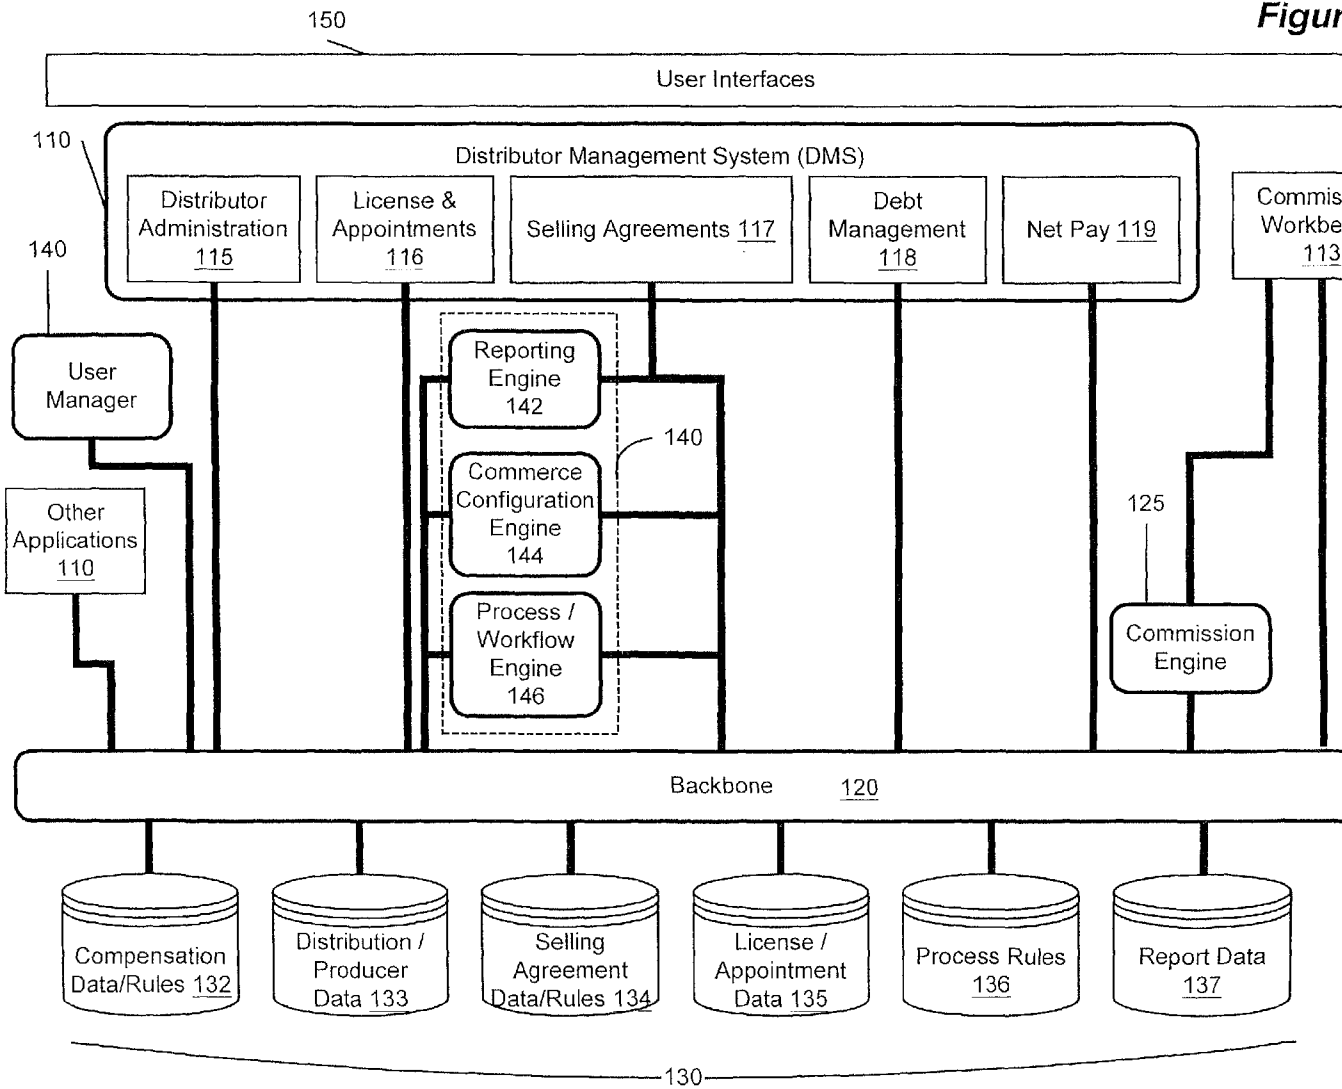 Figur
150
User Interfaces
110
Distributor Management System (DMS)
Distributor
Administration
115
License &
Appointments
116
Selling Agreements 117
Debt
Management
118
Net Pay 119
Commis
Workbe
113
140
User
Manager
Reporting
Engine
142
140
Commerce
Configuration
Engine
144
Other
Applications
110
125
Process /
Workflow
Engine
146
Commission
Engine
Backbone 120
Compensation
Data/Rules 132
Distribution /
Producer
Data 133
Selling
Agreement
Data/Rules 134
License /
Appointment
Data 135
Process Rules
136
Report Data
137
130